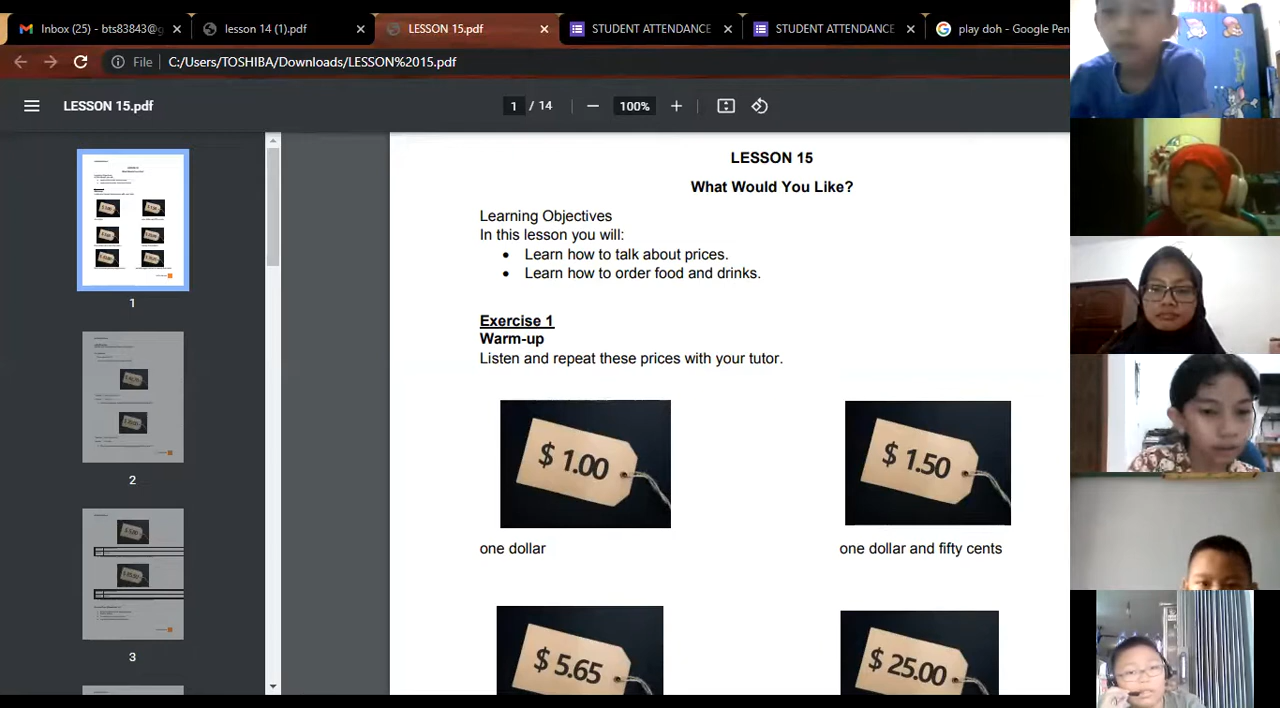 Inbox (25) - bts83843@g
lesson 14 (1).pdf
LESSON 15.pdf
STUDENT ATTENDANCE
STUDENT ATTENDANCE
play doh - Google Pen
File
C:/Users/TOSHIBA/Downloads/LESSON%2015.pdf
LESSON 15.pdf
1 / 14
100%
LESSON 15
What Would You Like?
Learning Objectives
In this lesson you will:
• Learn how to talk about prices.
• Learn how to order food and drinks.
Exercise 1
Warm-up
Listen and repeat these prices with your tutor.
$ 1.00
$ 1.50
one dollar
one dollar and fifty cents
$ 5.65
$ 25.00
1
2
3